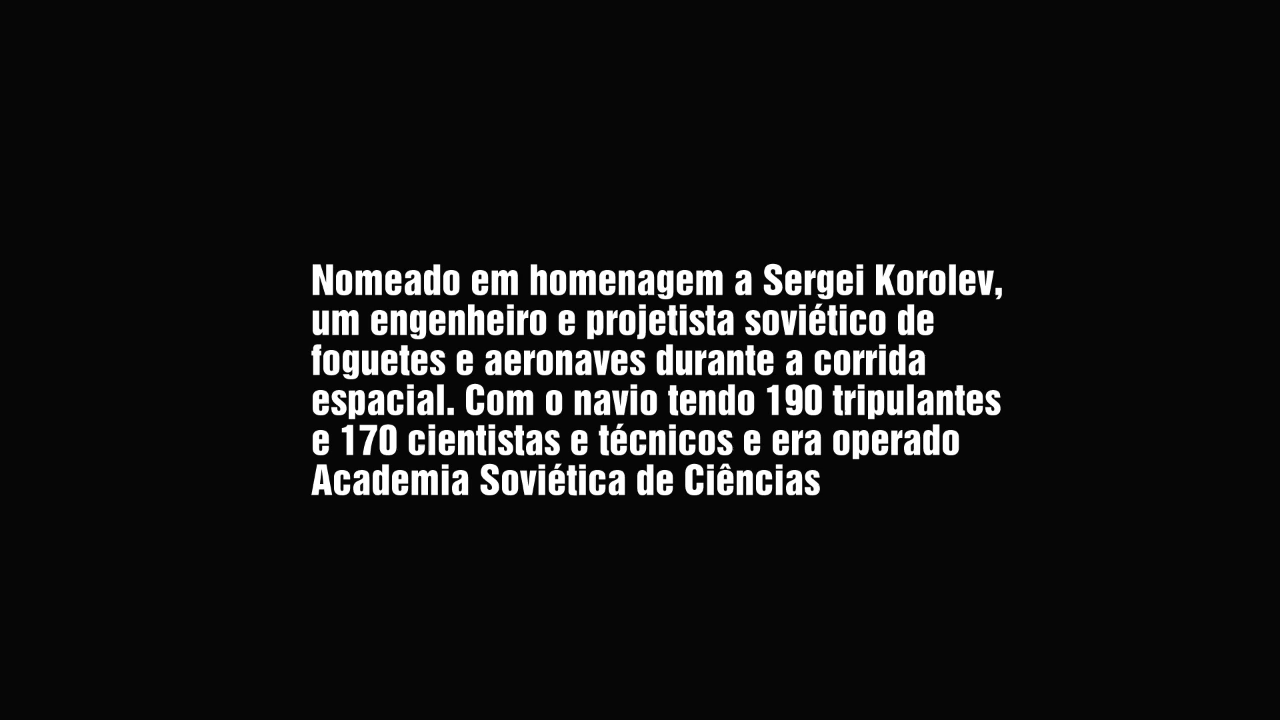 Nomeado em homenagem a Sergei Korolev,
um engenheiro e projetista soviético de
foguetes e aeronaves durante a corrida
espacial. Com o navio tendo 190 tripulantes
e 170 cientistas e técnicos e era operado
Academia Soviética de Ciências